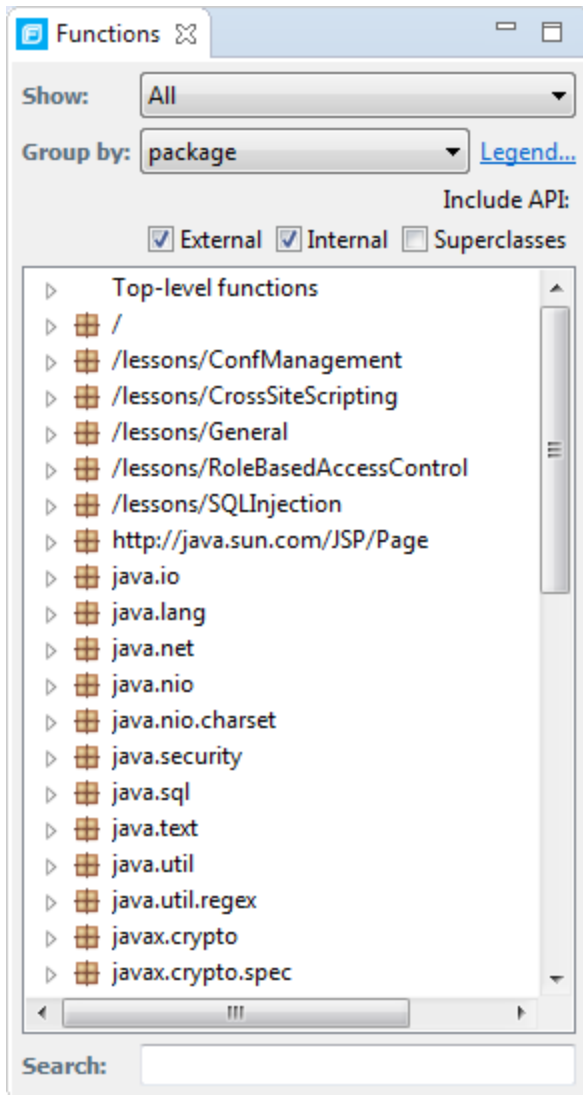 Functions
Show: All
Group by: package Legend...
Include API:
External Internal Superclasses
Top-level functions
/
/lessons/ConfManagement
/lessons/CrossSiteScripting
/lessons/General
/lessons/RoleBasedAccessControl
/lessons/SQLInjection
http://java.sun.com/JSP/Page
java.io
java.lang
java.net
java.nio
java.nio.charset
java.security
java.sql
java.text
java.util
java.util.regex
javax.crypto
javax.crypto.spec
Search: